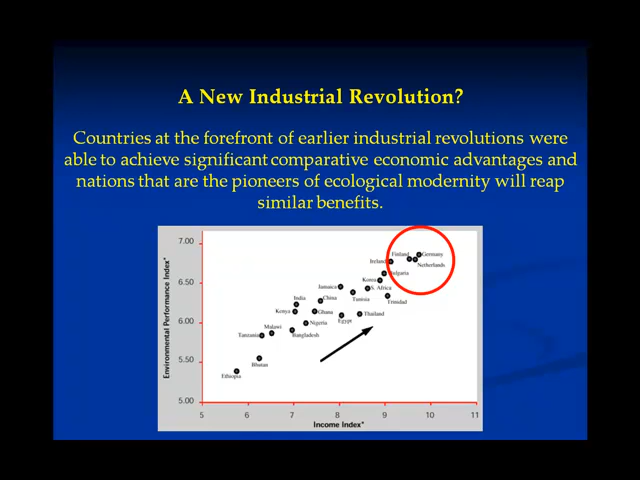 A New Industrial Revolution?
Countries at the forefront of earlier industrial revolutions were
able to achieve significant comparative economic advantages and
nations that are the pioneers of ecological modernity will reap
similar benefits.
7.00
Finland
Germany
Ireland
Netherlands
Bulgaria
Korea
6.50
Jamaica
S. Africa
India
China
Tunisia
Trinidad
Kenya
Ghana
6.00
Nigeria
Egypt
Thailand
Malawi
Tanzania
Bangladesh
5.50
Bhutan
Ethiopia
5.00
Environmental Performance Index*
5 6 7 8 9 10 11
Income Index*